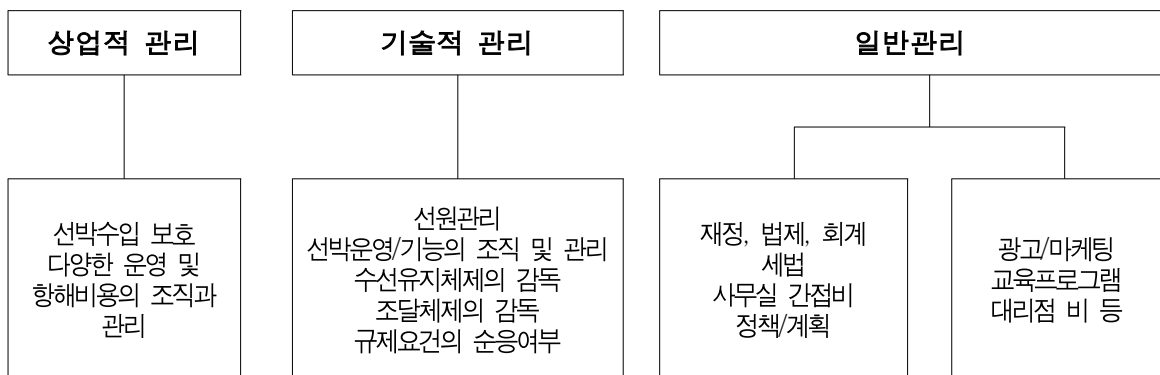 상업적 관리
기술적 관리
일반관리
선박수입 보호
다양한 운영 및
항해비용의 조직과
관리
선원관리
선박운영/기능의 조직 및 관리
수선유지체제의 감독
조달체제의 감독
규제요건의 순응여부
재정, 법제, 회계
세법
사무실 간접비
정책/계획
광고/마케팅
교육프로그램
대리점 비 등